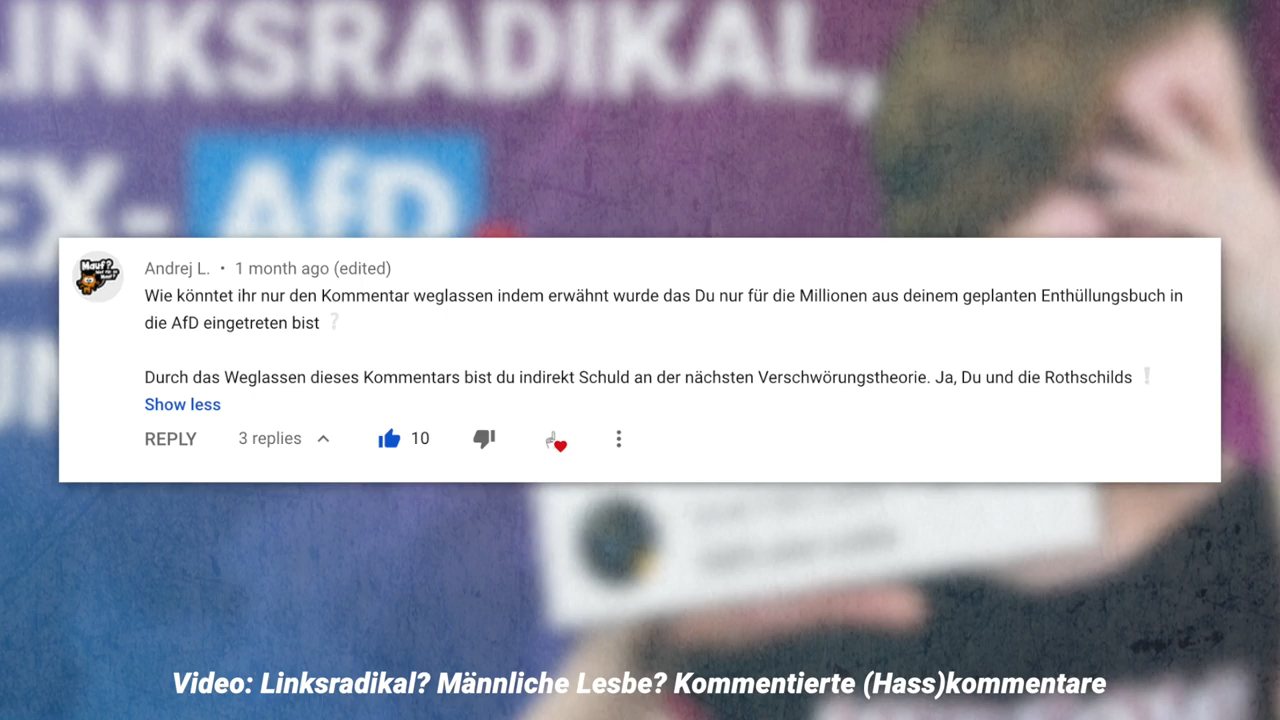 LINKSRADIKAL,
EX- AfD
Mauf?
Andrej L. • 1 month ago (edited)
Wie könntet ihr nur den Kommentar weglassen indem erwähnt wurde das Du nur für die Millionen aus deinem geplanten Enthüllungsbuch in
die AfD eingetreten bist ❔
Durch das Weglassen dieses Kommentars bist du indirekt Schuld an der nächsten Verschwörungstheorie. Ja, Du und die Rothschilds ❕
Show less
REPLY 3 replies 10
Video: Linksradikal? Männliche Lesbe? Kommentierte (Hass)kommentare